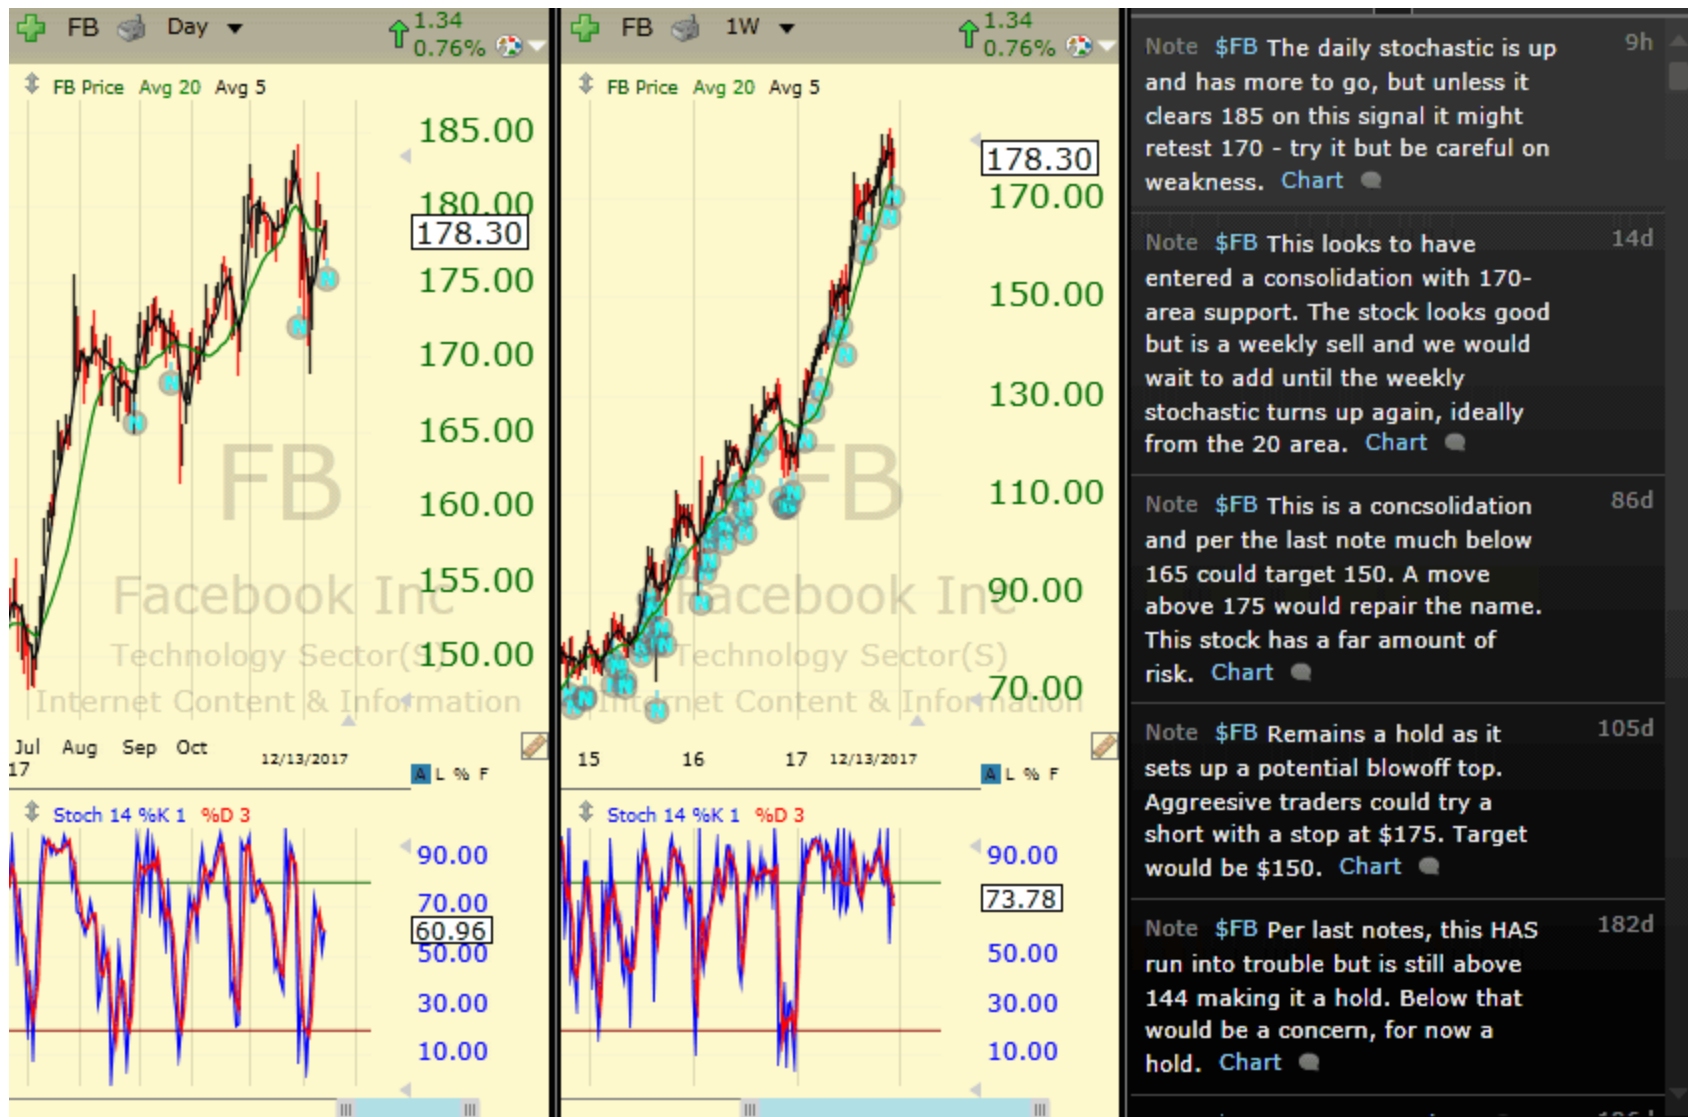 FB Day
1.34
0.76%
FB Price Avg 20 Avg 5
185.00
180.00
178.30
175.00
170.00
165.00
160.00
155.00
150.00
N
N
N
N
FB
Facebook Inc
Technology Sector(S)
Internet Content & Information
Jul Aug Sep Oct 12/13/2017
17
A L % F
Stoch 14 %K 1 %D 3
90.00
70.00
60.96
50.00
30.00
10.00
FB 1W
1.34
0.76%
FB Price Avg 20 Avg 5
178.30
170.00
150.00
130.00
110.00
90.00
70.00
FB
Facebook Inc
Technology Sector(S)
Internet Content & Information
15 16 17 12/13/2017
A L % F
Stoch 14 %K 1 %D 3
90.00
73.78
50.00
30.00
10.00
Note $FB The daily stochastic is up 9h
and has more to go, but unless it
clears 185 on this signal it might
retest 170 - try it but be careful on
weakness. Chart
Note $FB This looks to have 14d
entered a consolidation with 170-
area support. The stock looks good
but is a weekly sell and we would
wait to add until the weekly
stochastic turns up again, ideally
from the 20 area. Chart
Note $FB This is a concsolidation 86d
and per the last note much below
165 could target 150. A move
above 175 would repair the name.
This stock has a far amount of
risk. Chart
Note $FB Remains a hold as it 105d
sets up a potential blowoff top.
Aggreesive traders could try a
short with a stop at $175. Target
would be $150. Chart
Note $FB Per last notes, this HAS 182d
run into trouble but is still above
144 making it a hold. Below that
would be a concern, for now a
hold. Chart